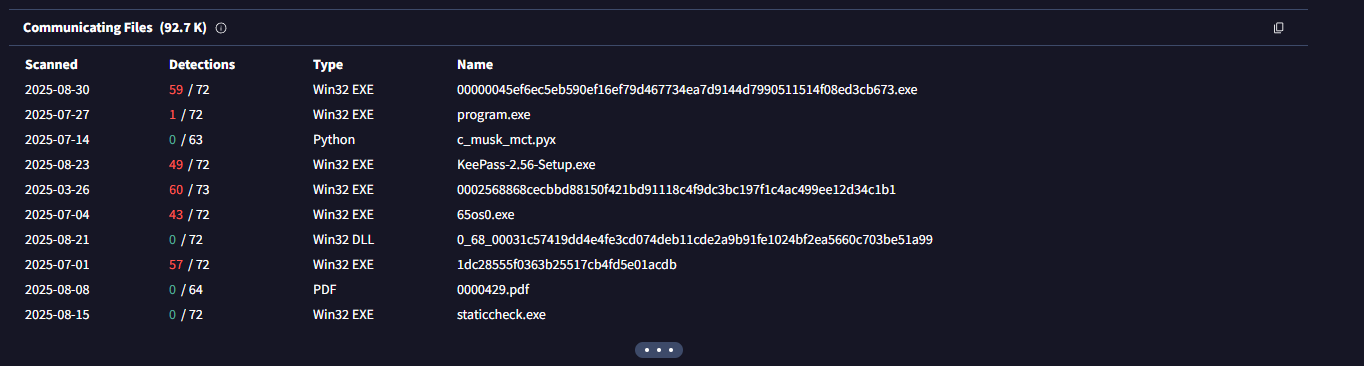 Communicating Files (92.7 K)
Scanned Detections Type Name
2025-08-30 59 / 72 Win32 EXE 00000045ef6ec5eb590ef16ef79d467734ea7d9144d7990511514f08ed3cb673.exe
2025-07-27 1 / 72 Win32 EXE program.exe
2025-07-14 0 / 63 Python c_musk_mct.pyx
2025-08-23 49 / 72 Win32 EXE KeePass-2.56-Setup.exe
2025-03-26 60 / 73 Win32 EXE 0002568868cecbbd88150f421bd91118c4f9dc3bc197f1c4ac499ee12d34c1b1
2025-07-04 43 / 72 Win32 EXE 65os0.exe
2025-08-21 0 / 72 Win32 DLL 0_68_00031c57419dd4e4fe3cd074deb11cde2a9b91fe1024bf2ea5660c703be51a99
2025-07-01 57 / 72 Win32 EXE 1dc28555f0363b25517cb4fd5e01acdb
2025-08-08 0 / 64 PDF 0000429.pdf
2025-08-15 0 / 72 Win32 EXE staticcheck.exe